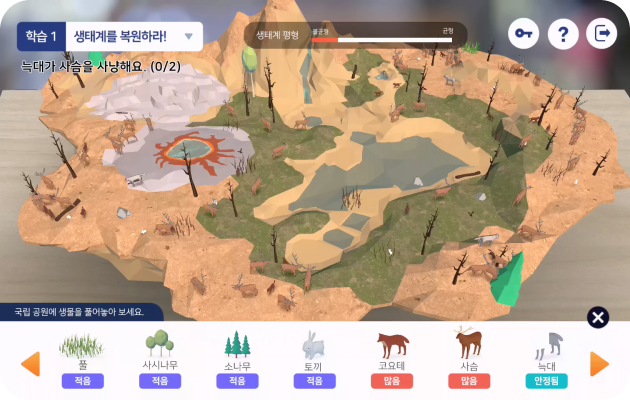 학습 1 생태계를 복원하라!
늑대가 사슴을 사냥해요. (0/2)
생태계 평형 불균형 균형
?
국립 공원에 생물을 풀어놓아 보세요.
풀 사시나무 소나무 토끼 코요테 사슴 늑대
적음 적음 적음 적음 많음 많음 안정됨